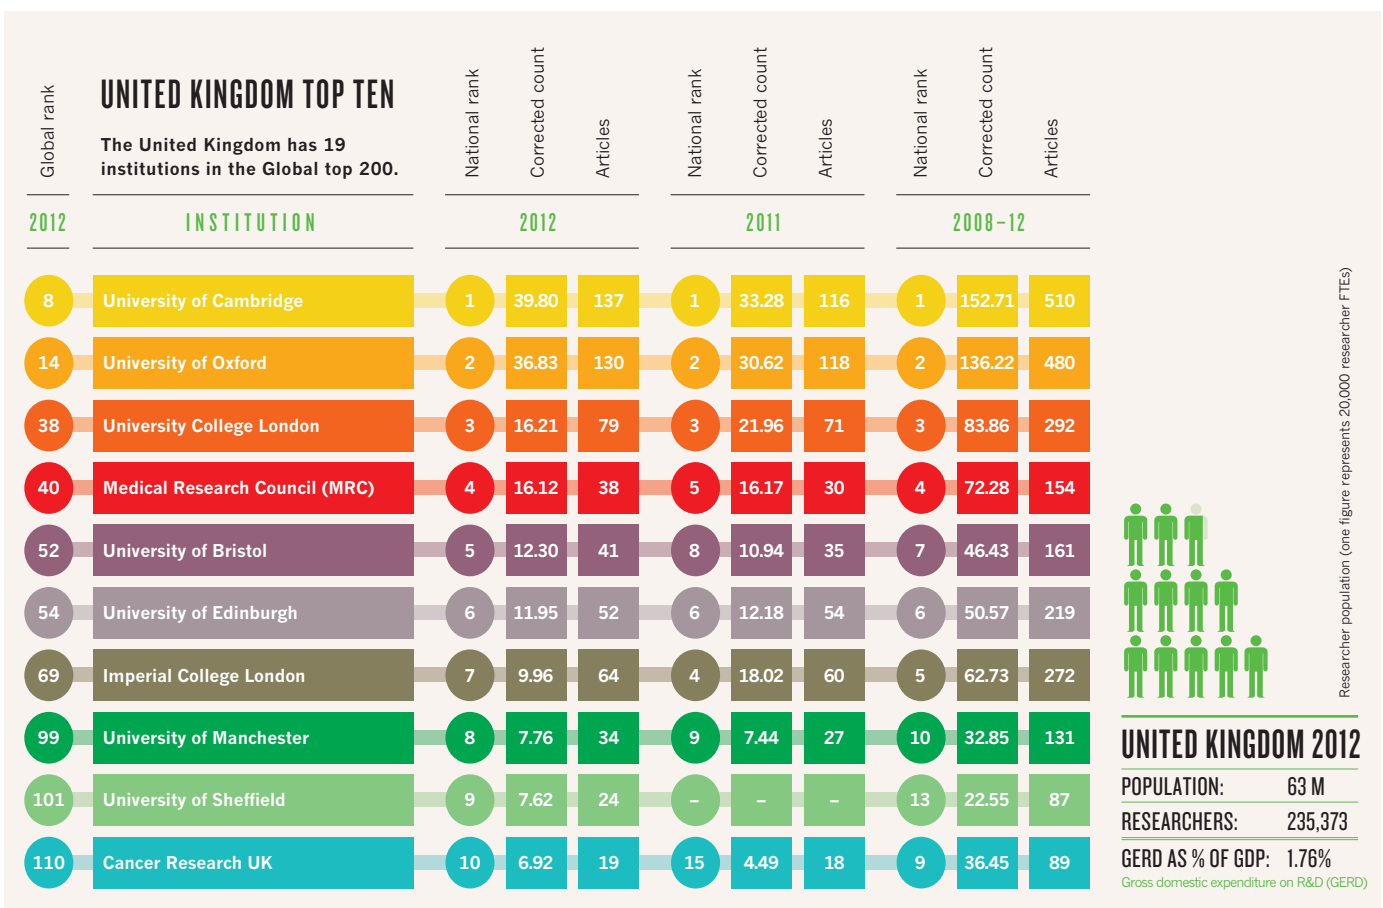 Global rank
UNITED KINGDOM TOP TEN
The United Kingdom has 19
institutions in the Global top 200.
National rank
Corrected count
Articles
National rank
Corrected count
Articles
National rank
Corrected count
Articles
2012 INSTITUTION 2012 2011 2008–12
8 University of Cambridge 1 39.80 137 1 33.28 116 1 152.71 510
14 University of Oxford 2 36.83 130 2 30.62 118 2 136.22 480
38 University College London 3 16.21 79 3 21.96 71 3 83.86 292
40 Medical Research Council (MRC) 4 16.12 38 5 16.17 30 4 72.28 154
52 University of Bristol 5 12.30 41 8 10.94 35 7 46.43 161
54 University of Edinburgh 6 11.95 52 6 12.18 54 6 50.57 219
69 Imperial College London 7 9.96 64 4 18.02 60 5 62.73 272
99 University of Manchester 8 7.76 34 9 7.44 27 10 32.85 131
101 University of Sheffield 9 7.62 24 – – – 13 22.55 87
110 Cancer Research UK 10 6.92 19 15 4.49 18 9 36.45 89
Researcher population (one figure represents 20,000 researcher FTEs)
UNITED KINGDOM 2012
POPULATION: 63 M
RESEARCHERS: 235,373
GERD AS % OF GDP: 1.76%
Gross domestic expenditure on R&D (GERD)